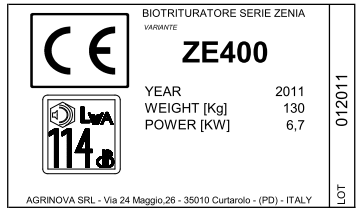 BIOTRITURATORE SERIE ZENIA
VARIANTE
ZE400
CE
YEAR 2011
WEIGHT [Kg] 130
POWER [KW] 6,7
LWA
114 dB
AGRINOVA SRL - Via 24 Maggio,26 - 35010 Curtarolo - (PD) - ITALY
LOT 012011